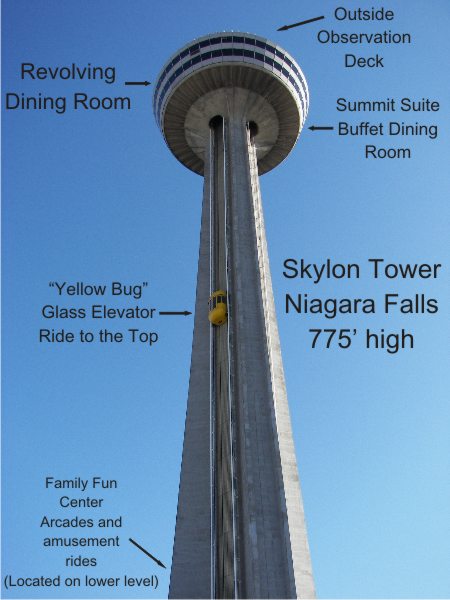 Outside
Observation
Deck
Revolving
Dining Room
Summit Suite
Buffet Dining
Room
“Yellow Bug”
Glass Elevator
Ride to the Top
Skylon Tower
Niagara Falls
775’ high
Family Fun
Center
Arcades and
amusement
rides
(Located on lower level)